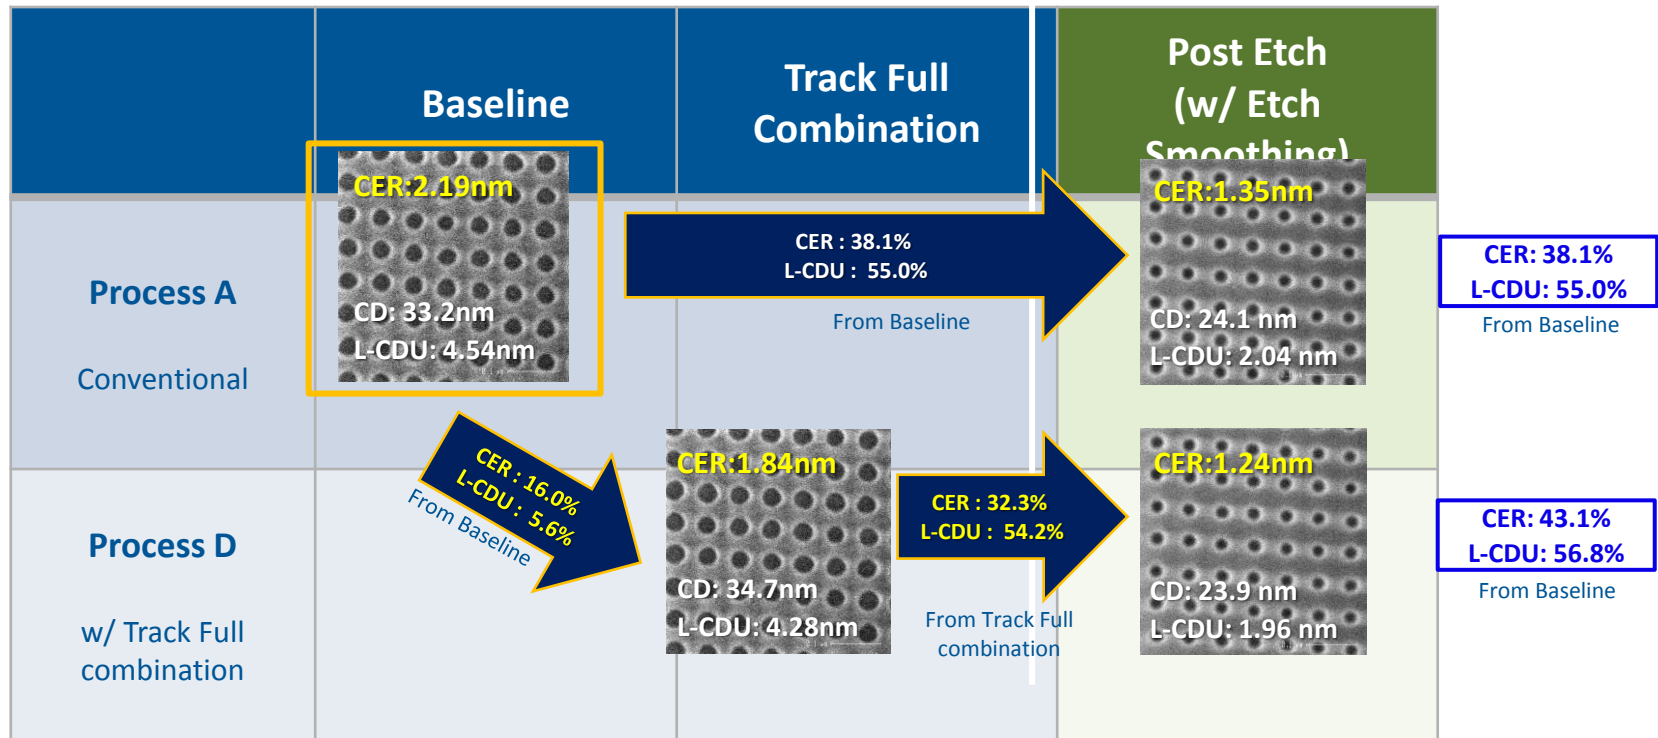 Baseline
Track Full
Combination
Post Etch
(w/ Etch
Smoothing)
Process A
Conventional
CER:2.19nm
CD: 33.2nm
L-CDU: 4.54nm
CER : 38.1%
L-CDU : 55.0%
From Baseline
CER:1.35nm
CD: 24.1 nm
L-CDU: 2.04 nm
CER: 38.1%
L-CDU: 55.0%
From Baseline
Process D
w/ Track Full
combination
CER : 16.0%
L-CDU : 5.6%
From Baseline
CER:1.84nm
CD: 34.7nm
L-CDU: 4.28nm
CER : 32.3%
L-CDU : 54.2%
From Track Full
combination
CER:1.24nm
CD: 23.9 nm
L-CDU: 1.96 nm
CER: 43.1%
L-CDU: 56.8%
From Baseline